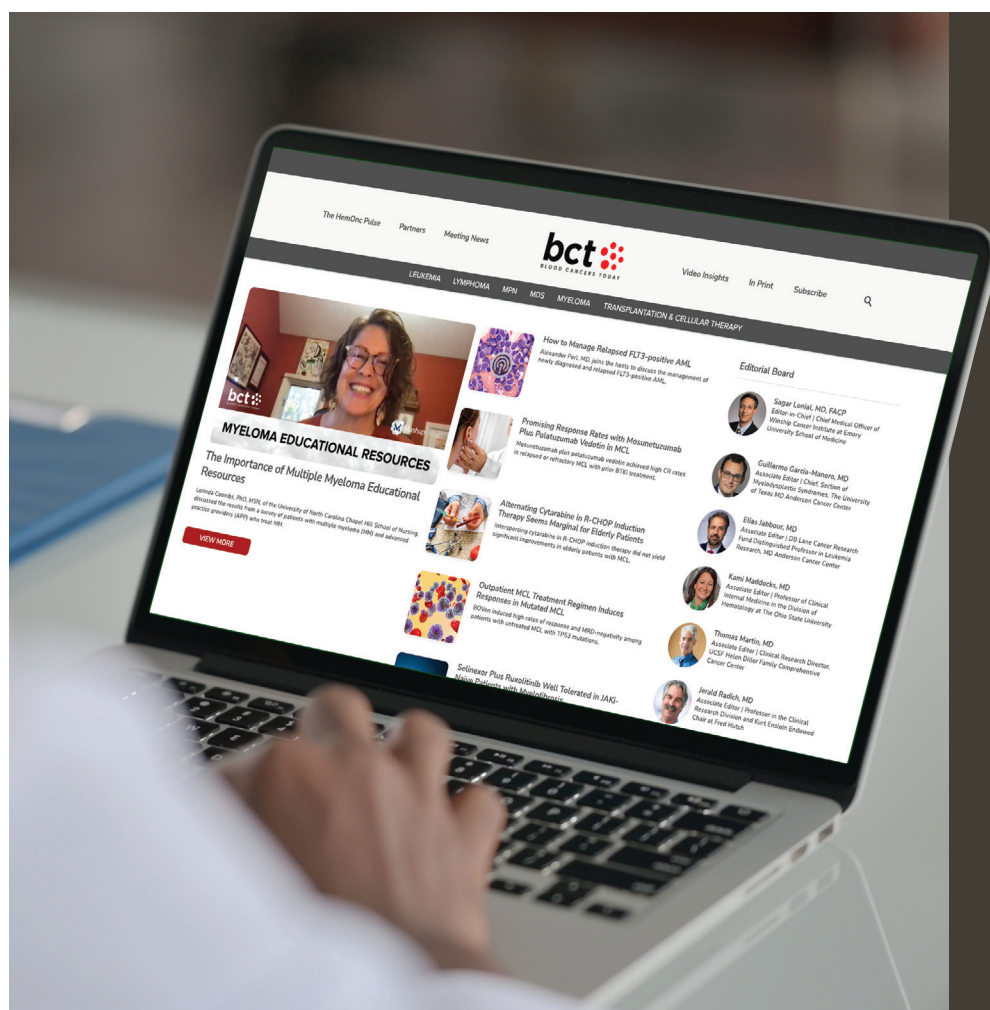 The HemOnc Pulse
Partners
Meeting News
bct
BLOOD CANCERS TODAY
Video Insights
In Print
Subscribe
LEUKEMIA
LYMPHOMA
MPN
MDS
MYELOMA
TRANSPLANTATION & CELLULAR THERAPY
bct
BLOOD CANCERS TODAY
MYELOMA EDUCATIONAL RESOURCES
The Importance of Multiple Myeloma Educational
Resources
Lorinda Coombs, PhD, MSN, of the University of North Carolina Chapel Hill School of Nursing,
discussed the results from a survey of patients with multiple myeloma (MM) and advanced
practice providers (APP) who treat MM.
VIEW MORE
How to Manage Relapsed FLT3-positive AML
Alexander Perl, MD, joins the hosts to discuss the management of
newly diagnosed and relapsed FLT3-positive AML.
Promising Response Rates with Mosunetuzumab
Plus Polatuzumab Vedotin in MCL
Mosunetuzumab plus polatuzumab vedotin achieved high CR rates
in relapsed or refractory MCL with prior BTKi treatment.
Alternating Cytarabine in R-CHOP Induction
Therapy Seems Marginal for Elderly Patients
Interspersing cytarabine in R-CHOP induction therapy did not yield
significant improvements in elderly patients with MCL.
Outpatient MCL Treatment Regimen Induces
Responses in Mutated MCL
BOVen induced high rates of response and MRD-negativity among
patients with untreated MCL with TP53 mutations.
Selinexor Plus Ruxolitinib Well Tolerated in JAKi-
Naive Patients with Myelofibrosis
Editorial Board
Sagar Lonial, MD, FACP
Editor-in-Chief | Chief Medical Officer of
Winship Cancer Institute at Emory
University School of Medicine
Guillermo Garcia-Manero, MD
Associate Editor | Chief, Section of
Myelodysplastic Syndromes, The University
of Texas MD Anderson Cancer Center
Elias Jabbour, MD
Associate Editor | DB Lane Cancer Research
Fund Distinguished Professor in Leukemia
Research, MD Anderson Cancer Center
Kami Maddocks, MD
Associate Editor | Professor of Clinical
Internal Medicine in the Division of
Hematology at The Ohio State University
Thomas Martin, MD
Associate Editor | Clinical Research Director,
UCSF Helen Diller Family Comprehensive
Cancer Center
Jerald Radich, MD
Associate Editor | Professor in the Clinical
Research Division and Kurt Enslein Endowed
Chair at Fred Hutch